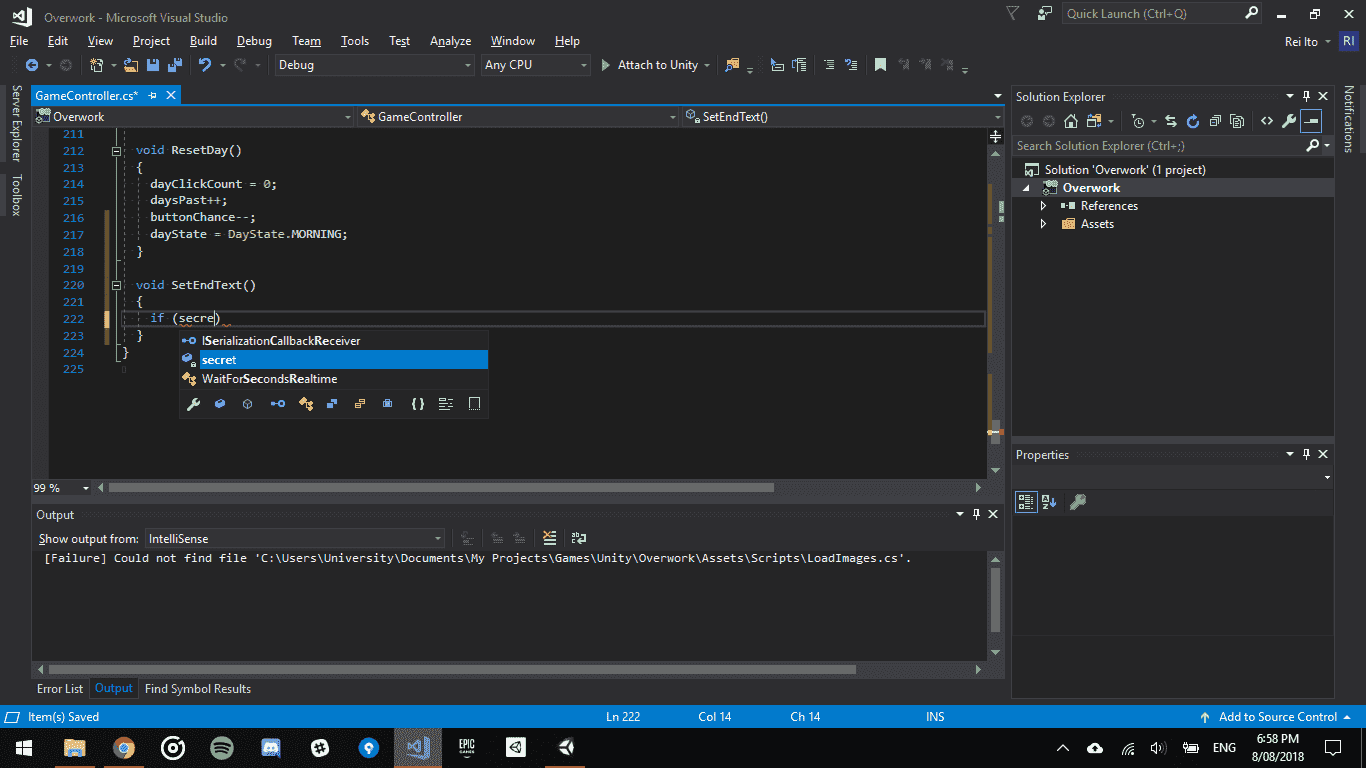 Overwork - Microsoft Visual Studio
Quick Launch (Ctrl+Q)
File Edit View Project Build Debug Team Tools Test Analyze Window Help
Rei Ito RI
Debug Any CPU Attach to Unity
Server Explorer
Toolbox
GameController.cs*
Overwork GameController SetEndText()
211
212 void ResetDay()
213 {
214 dayClickCount = 0;
215 daysPast++;
216 buttonChance--;
217 dayState = DayState.MORNING;
218 }
219
220 void SetEndText()
221 {
222 if (secre)
223 }
224 }
225
ISerializationCallbackReceiver
secret
WaitForSecondsRealtime
99 %
Output
Show output from: IntelliSense
[Failure] Could not find file 'C:\Users\University\Documents\My Projects\Games\Unity\Overwork\Assets\Scripts\LoadImages.cs'.
Error List Output Find Symbol Results
Solution Explorer
Search Solution Explorer (Ctrl+;)
Solution 'Overwork' (1 project)
Overwork
References
Assets
Properties
Notifications
Item(s) Saved Ln 222 Col 14 Ch 14 INS Add to Source Control
EPIC
GAMES
ENG
6:58 PM
8/08/2018